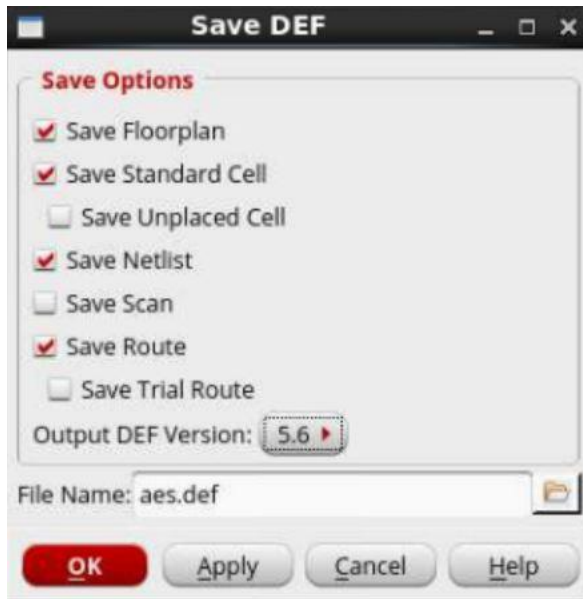 Save DEF
Save Options
Save Floorplan
Save Standard Cell
Save Unplaced Cell
Save Netlist
Save Scan
Save Route
Save Trial Route
Output DEF Version: 5.6
File Name: aes.def
OK Apply Cancel Help